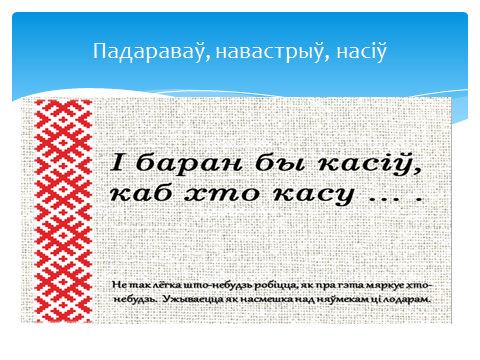 Падараваў, навастрыў, насіў
І баран бы касіў,
каб хто касу ... .
Не так лёгка што-небудзь робіцца, як пра гэта мяркуе хто-
небудзь. Ужываецца як насмешка над няўмекам ці лодарам.